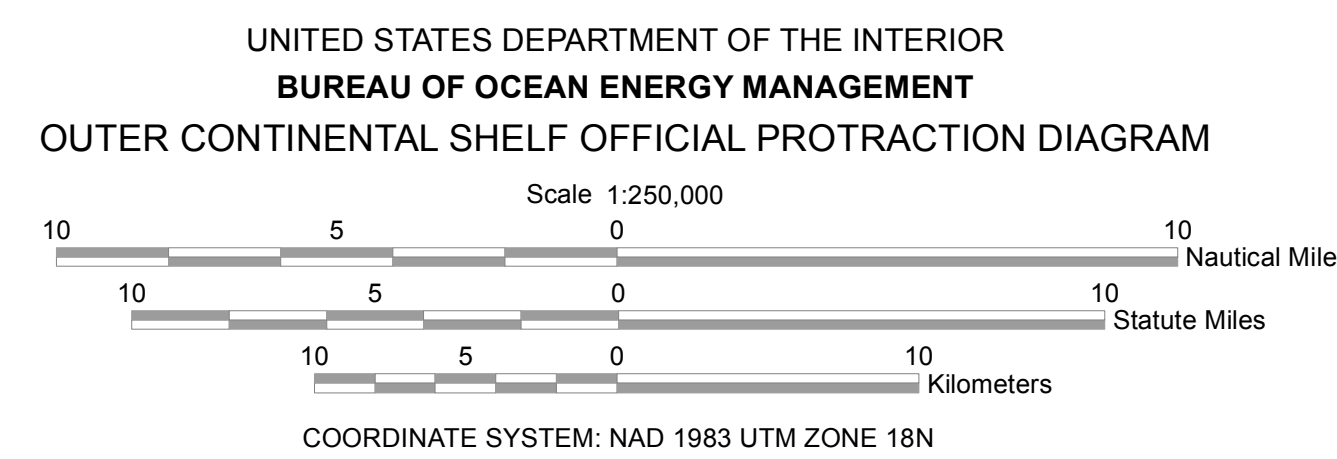 UNITED STATES DEPARTMENT OF THE INTERIOR
BUREAU OF OCEAN ENERGY MANAGEMENT
OUTER CONTINENTAL SHELF OFFICIAL PROTRACTION DIAGRAM
Scale 1:250,000
10 5 0 10
Nautical Mile
10 5 0 10
Statute Miles
10 5 0 10
Kilometers
COORDINATE SYSTEM: NAD 1983 UTM ZONE 18N